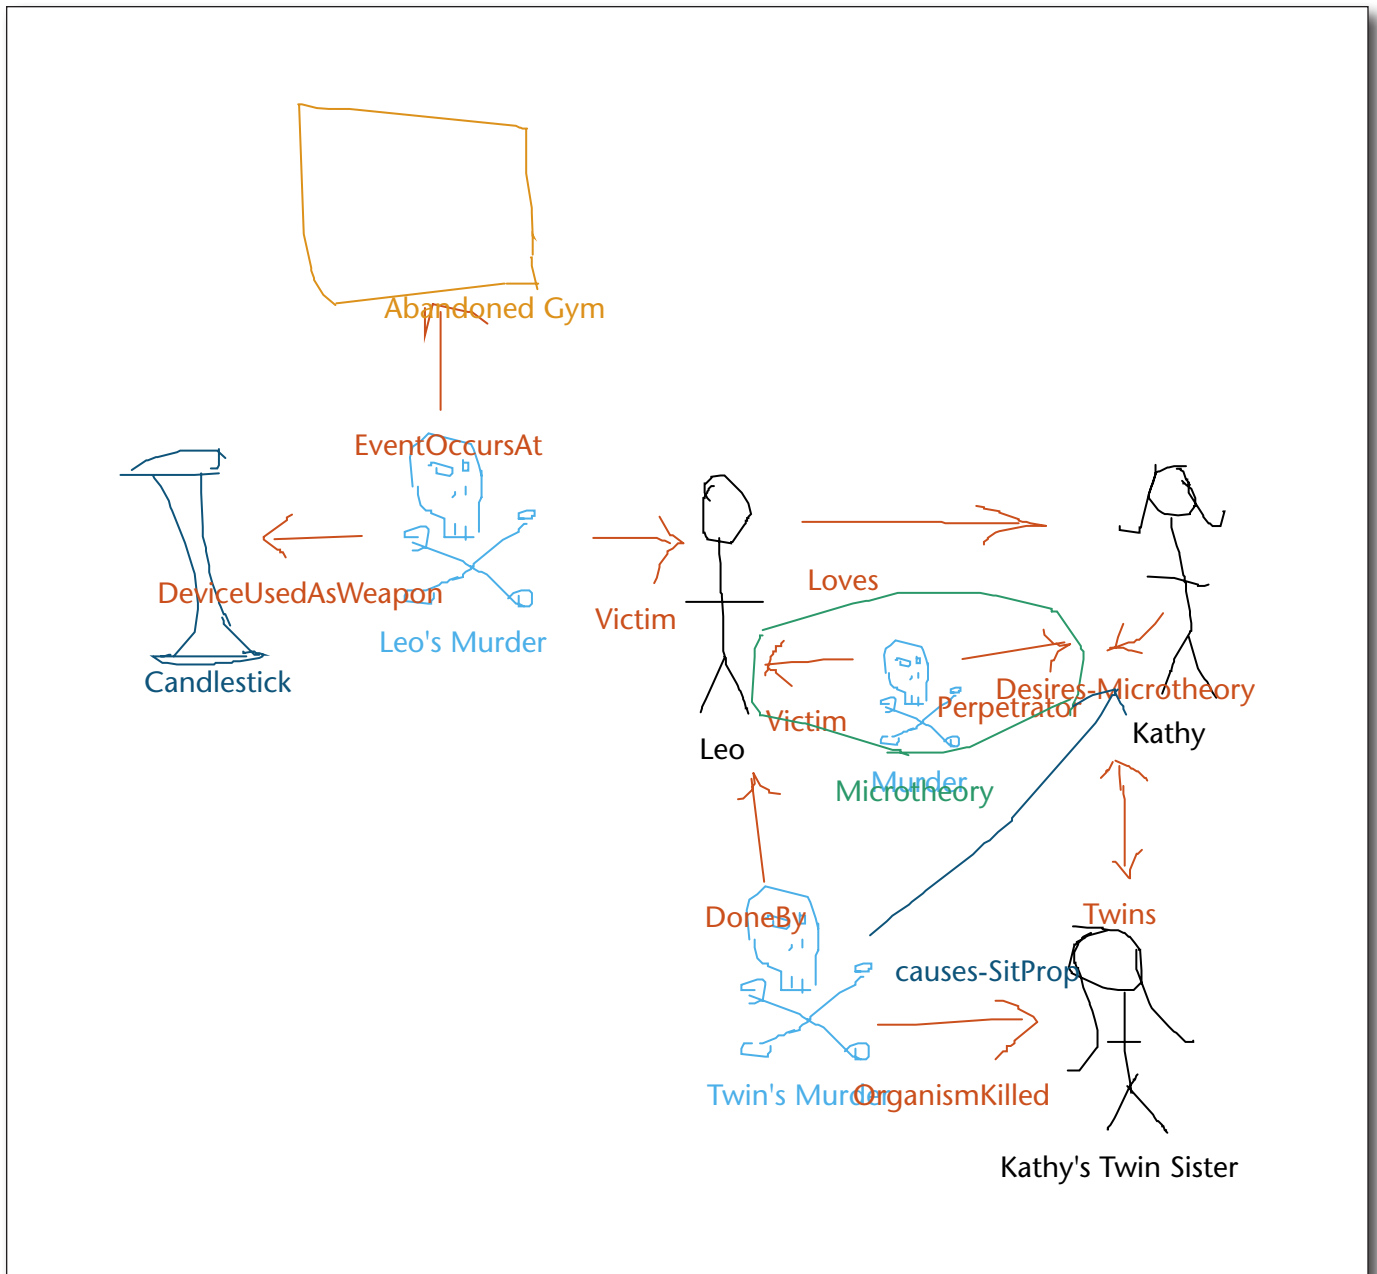 Abandoned Gym
EventOccursAt
DeviceUsedAsWeapon
Leo's Murder
Candlestick
Victim
Loves
Leo
Victim
Perpetrator
Desires-Microtheory
Kathy
Murder
Microtheory
DoneBy
Twins
causes-SitProp
Twin's Murder
OrganismKilled
Kathy's Twin Sister